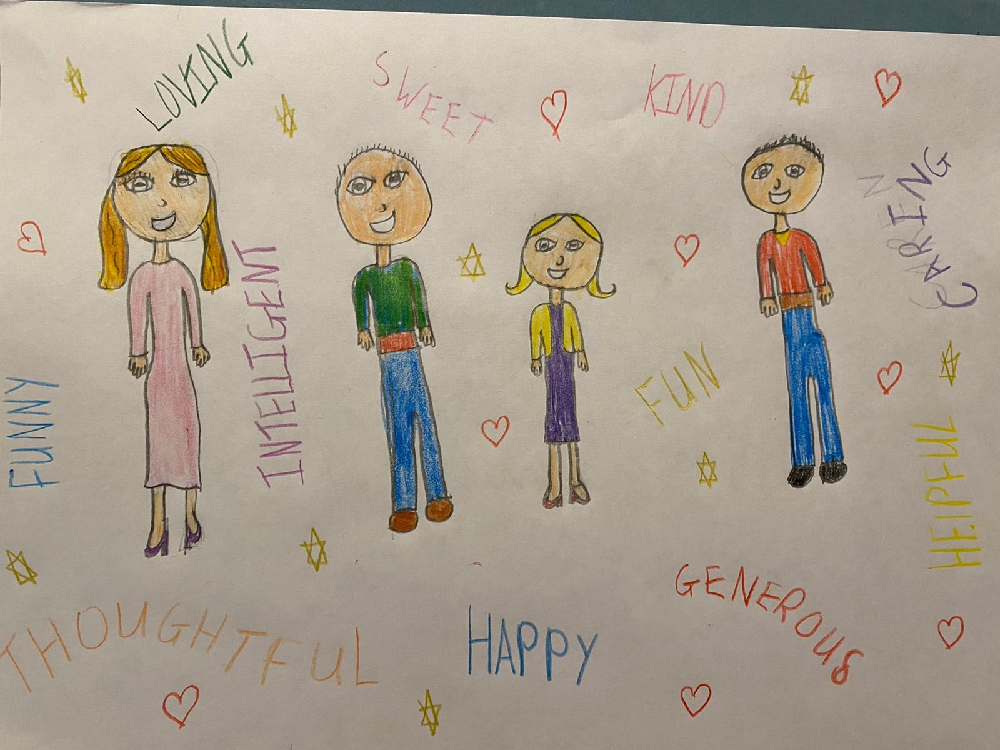 LOVING
SWEET
KIND
CARING
FUNNY
INTELLIGENT
FUN
HELPFUL
THOUGHTFUL
HAPPY
GENEROUS